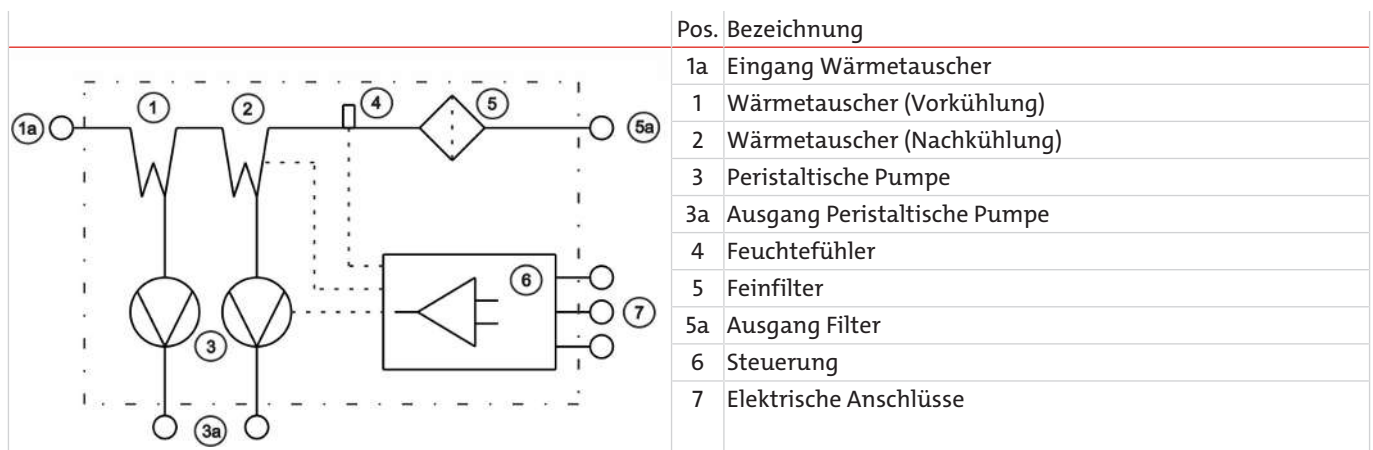 Pos. Bezeichnung
1a Eingang Wärmetauscher
1 Wärmetauscher (Vorkühlung)
2 Wärmetauscher (Nachkühlung)
3 Peristaltische Pumpe
3a Ausgang Peristaltische Pumpe
4 Feuchtefühler
5 Feinfilter
5a Ausgang Filter
6 Steuerung
7 Elektrische Anschlüsse
1
2
4
5
1a
5a
6
7
3
3a